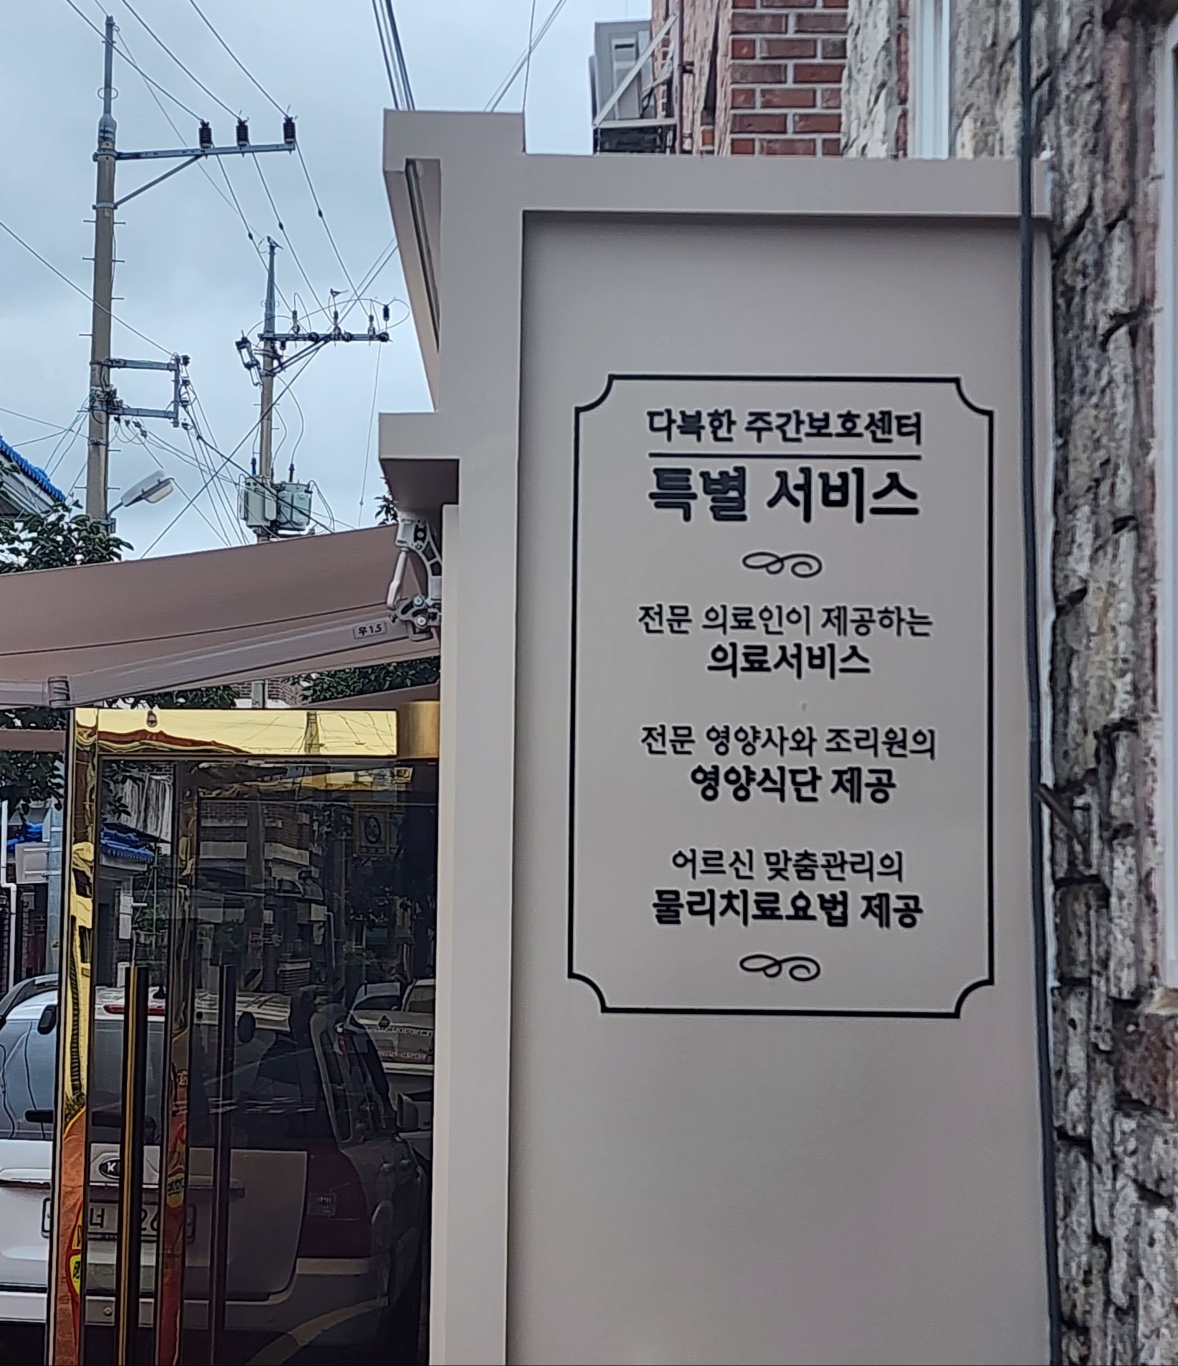 다복한 주간보호센터
특별 서비스
전문 의료인이 제공하는
의료서비스
전문 영양사와 조리원의
영양식단 제공
어르신 맞춤관리의
물리치료요법 제공
우1.5